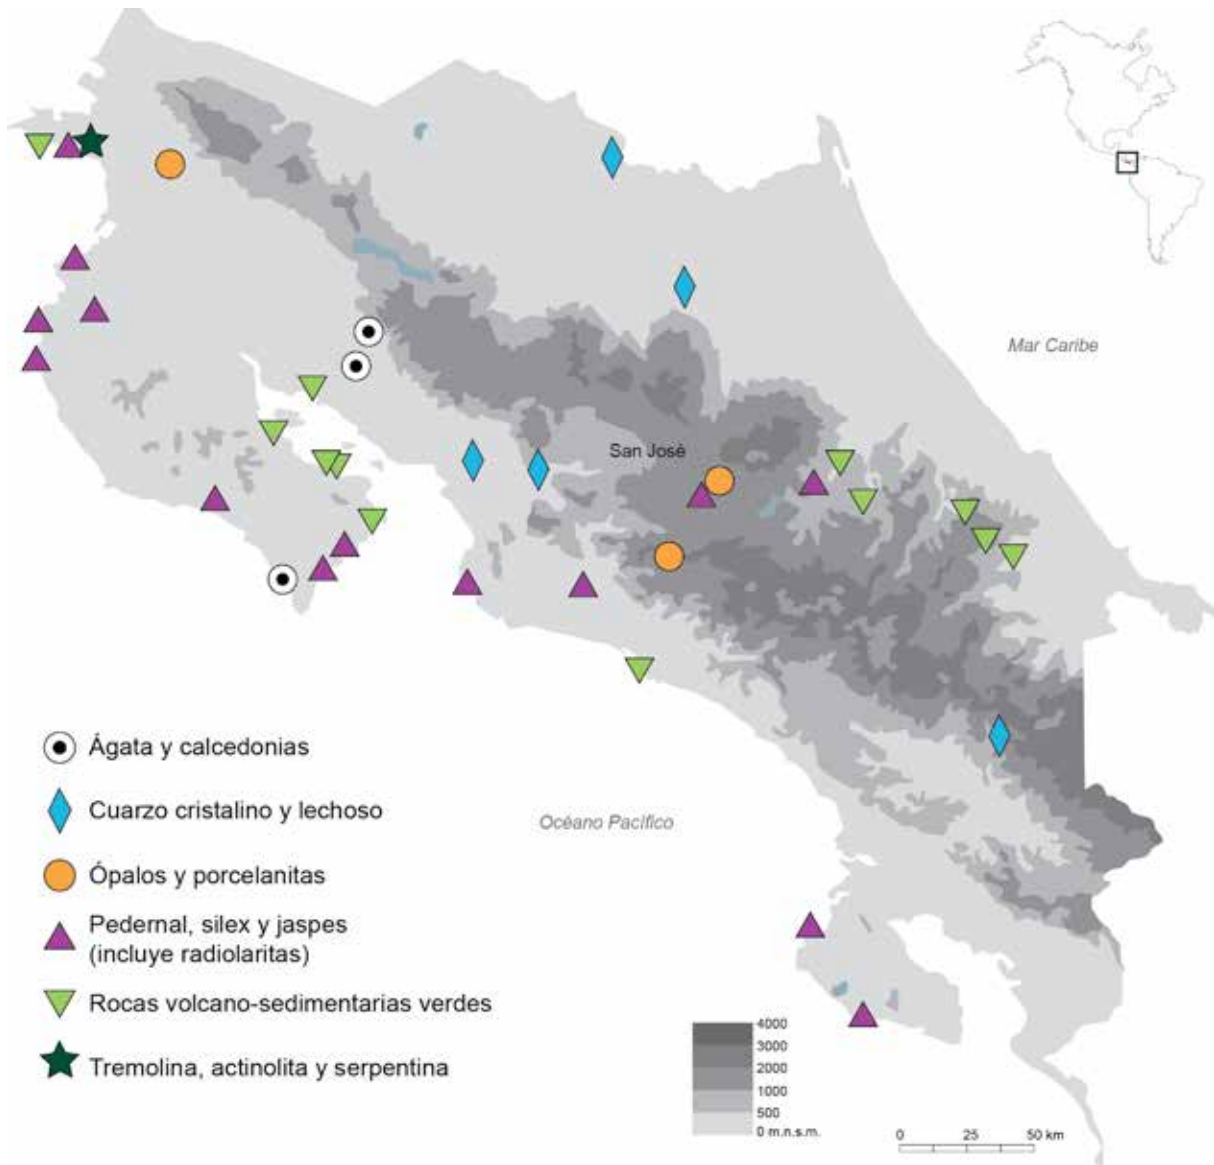 Mar Caribe
San José
Ágata y calcedonias
Cuarzo cristalino y lechoso
Océano Pacífico
Ópalos y porcelanitas
Pedernal, silex y jaspes
(incluye radiolaritas)
Rocas volcano-sedimentarias verdes
Tremolina, actinolita y serpentina
4000
3000
2000
1000
500
0 m.n.s.m.
0 25 50 km